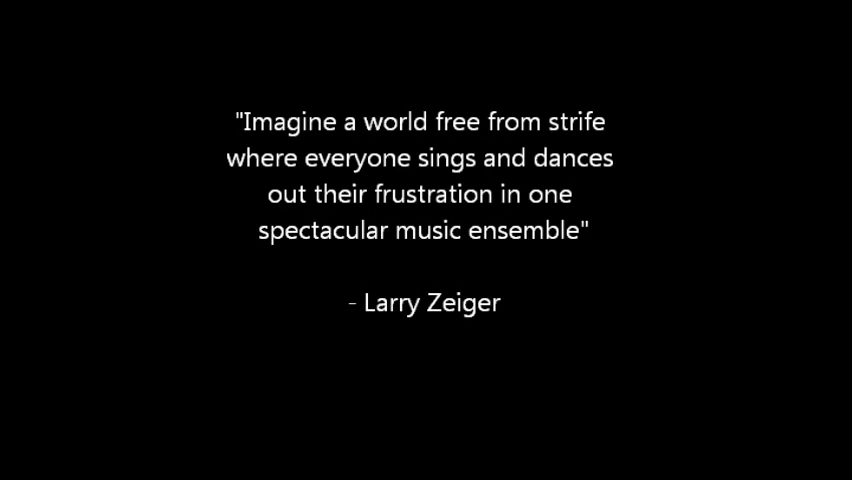 "Imagine a world free from strife
where everyone sings and dances
out their frustration in one
spectacular music ensemble"
- Larry Zeiger